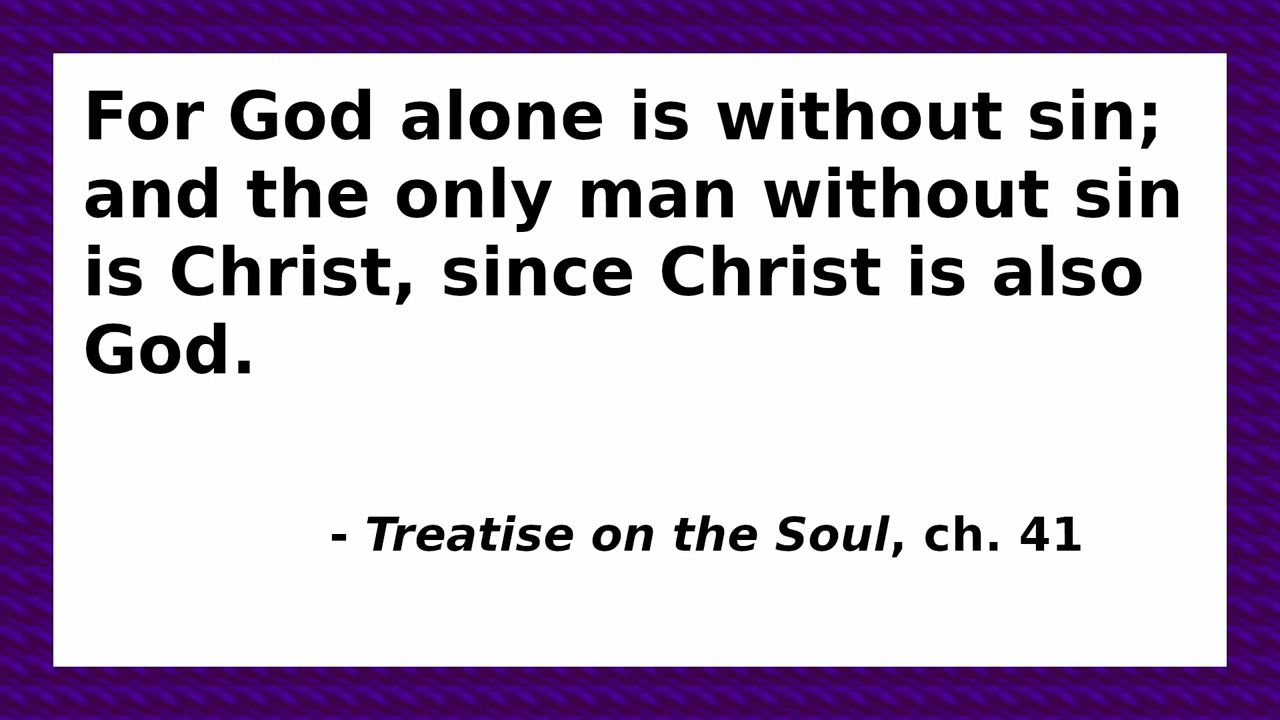 For God alone is without sin;
and the only man without sin
is Christ, since Christ is also
God.
- Treatise on the Soul, ch. 41